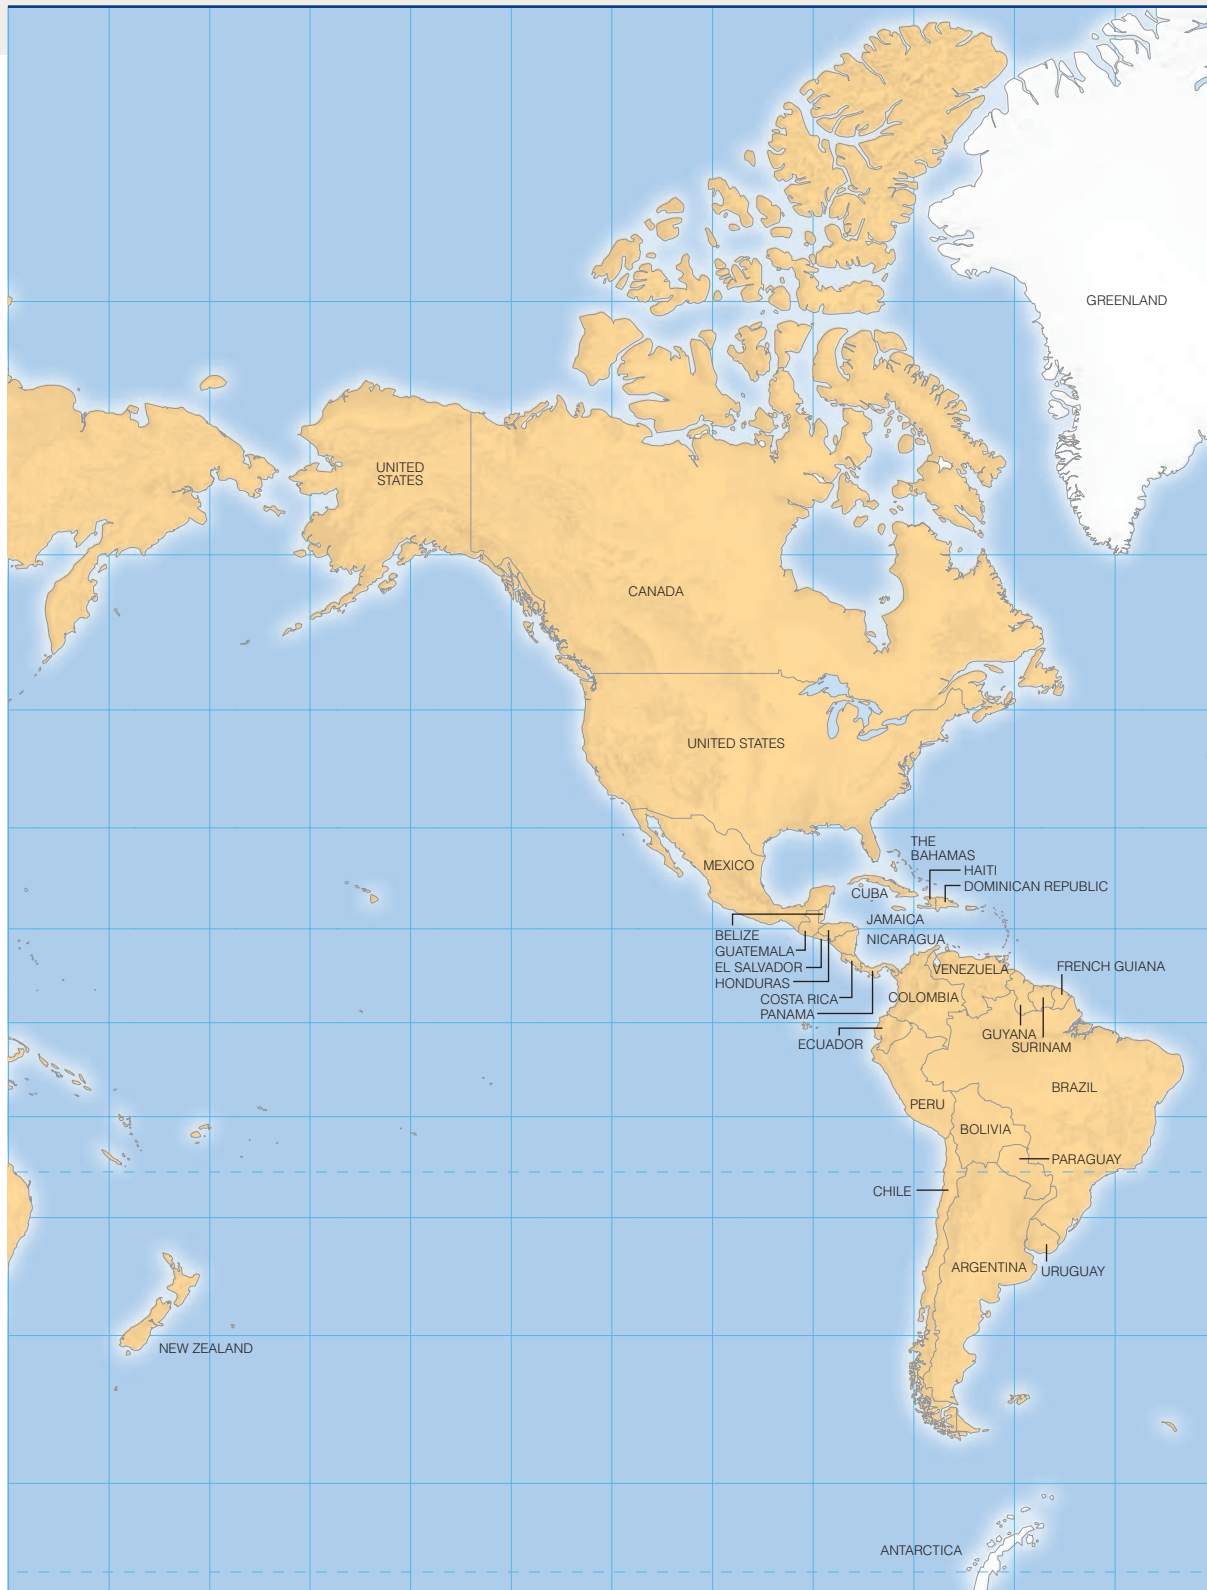 GREENLAND
UNITED
STATES
CANADA
UNITED STATES
MEXICO
THE
BAHAMAS
HAITI
DOMINICAN REPUBLIC
CUBA
JAMAICA
BELIZE
NICARAGUA
GUATEMALA
EL SALVADOR
HONDURAS
COSTA RICA
PANAMA
VENEZUELA
FRENCH GUIANA
COLOMBIA
GUYANA
SURINAM
ECUADOR
BRAZIL
PERU
BOLIVIA
PARAGUAY
CHILE
ARGENTINA
URUGUAY
NEW ZEALAND
ANTARCTICA